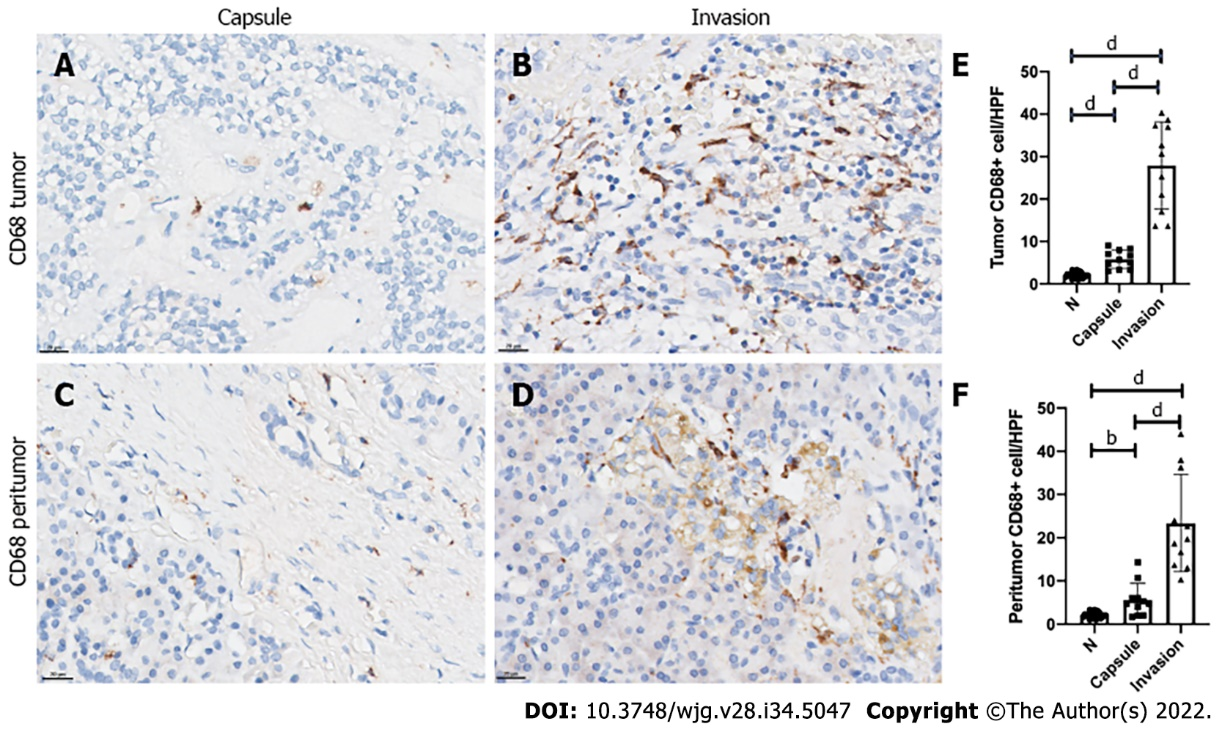 Capsule
Invasion
A
B
CD68 tumor
C
D
CD68 peritumor
E
d
d
d
Tumor CD68+ cell/HPF
50
40
30
20
10
0
N
Capsule
Invasion
F
d
d
b
Peritumor CD68+ cell/HPF
50
40
30
20
10
0
N
Capsule
Invasion
DOI: 10.3748/wjg.v28.i34.5047 Copyright ©The Author(s) 2022.